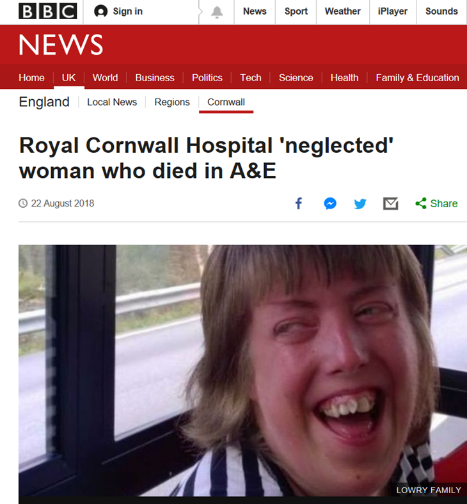 BBC Sign in News Sport Weather iPlayer Sounds
NEWS
Home UK World Business Politics Tech Science Health Family & Education
England Local News Regions Cornwall
Royal Cornwall Hospital 'neglected'
woman who died in A&E
22 August 2018 Share
LOWRY FAMILY